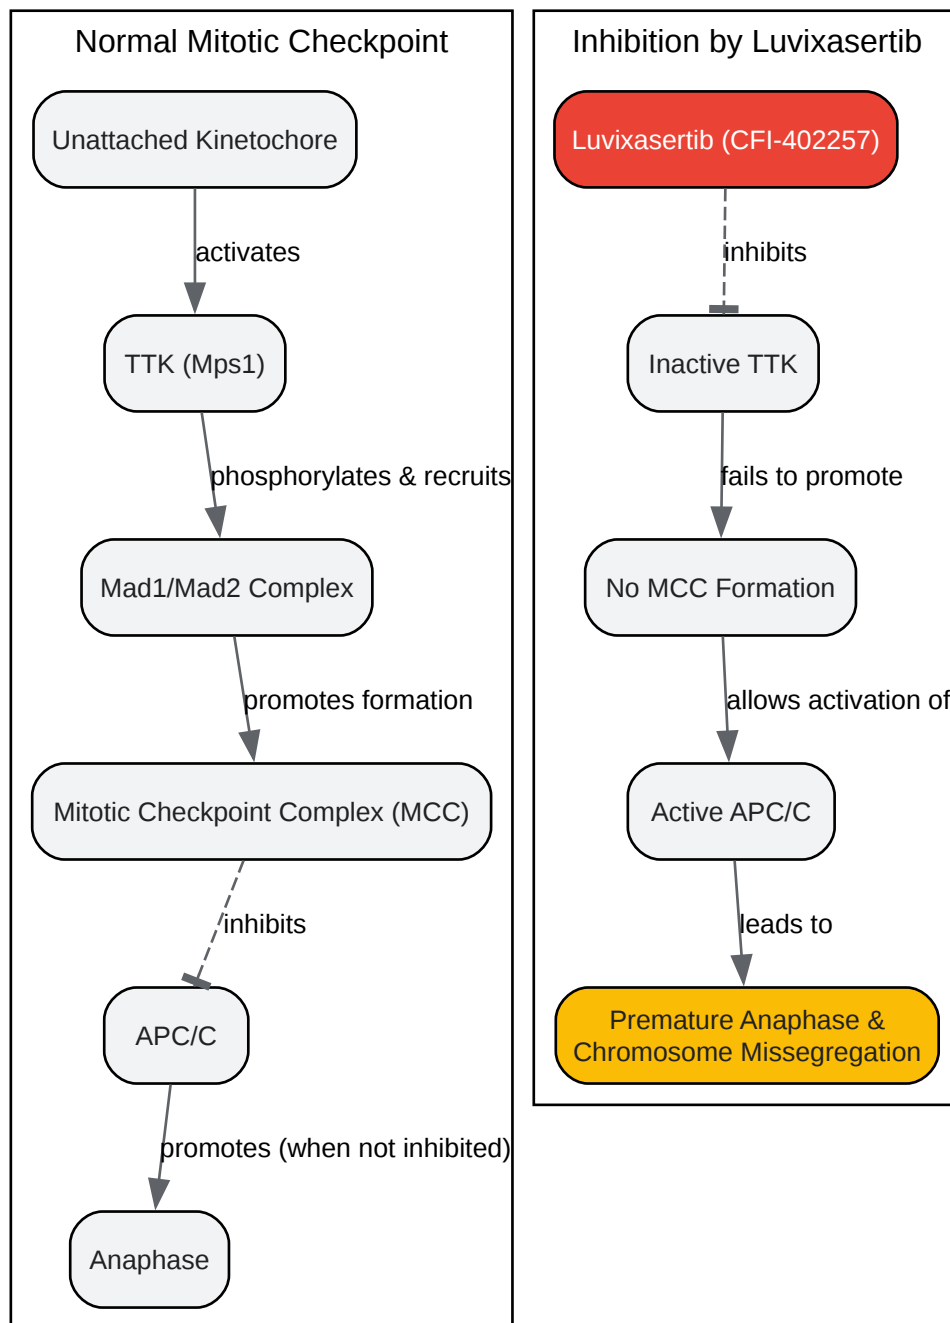 Normal Mitotic Checkpoint
Unattached Kinetochore
activates
TTK (Mps1)
phosphorylates & recruits
Mad1/Mad2 Complex
promotes formation
Mitotic Checkpoint Complex (MCC)
inhibits
APC/C
promotes (when not inhibited)
Anaphase
Inhibition by Luvixasertib
Luvixasertib (CFI-402257)
inhibits
Inactive TTK
fails to promote
No MCC Formation
allows activation of
Active APC/C
leads to
Premature Anaphase &
Chromosome Missegregation